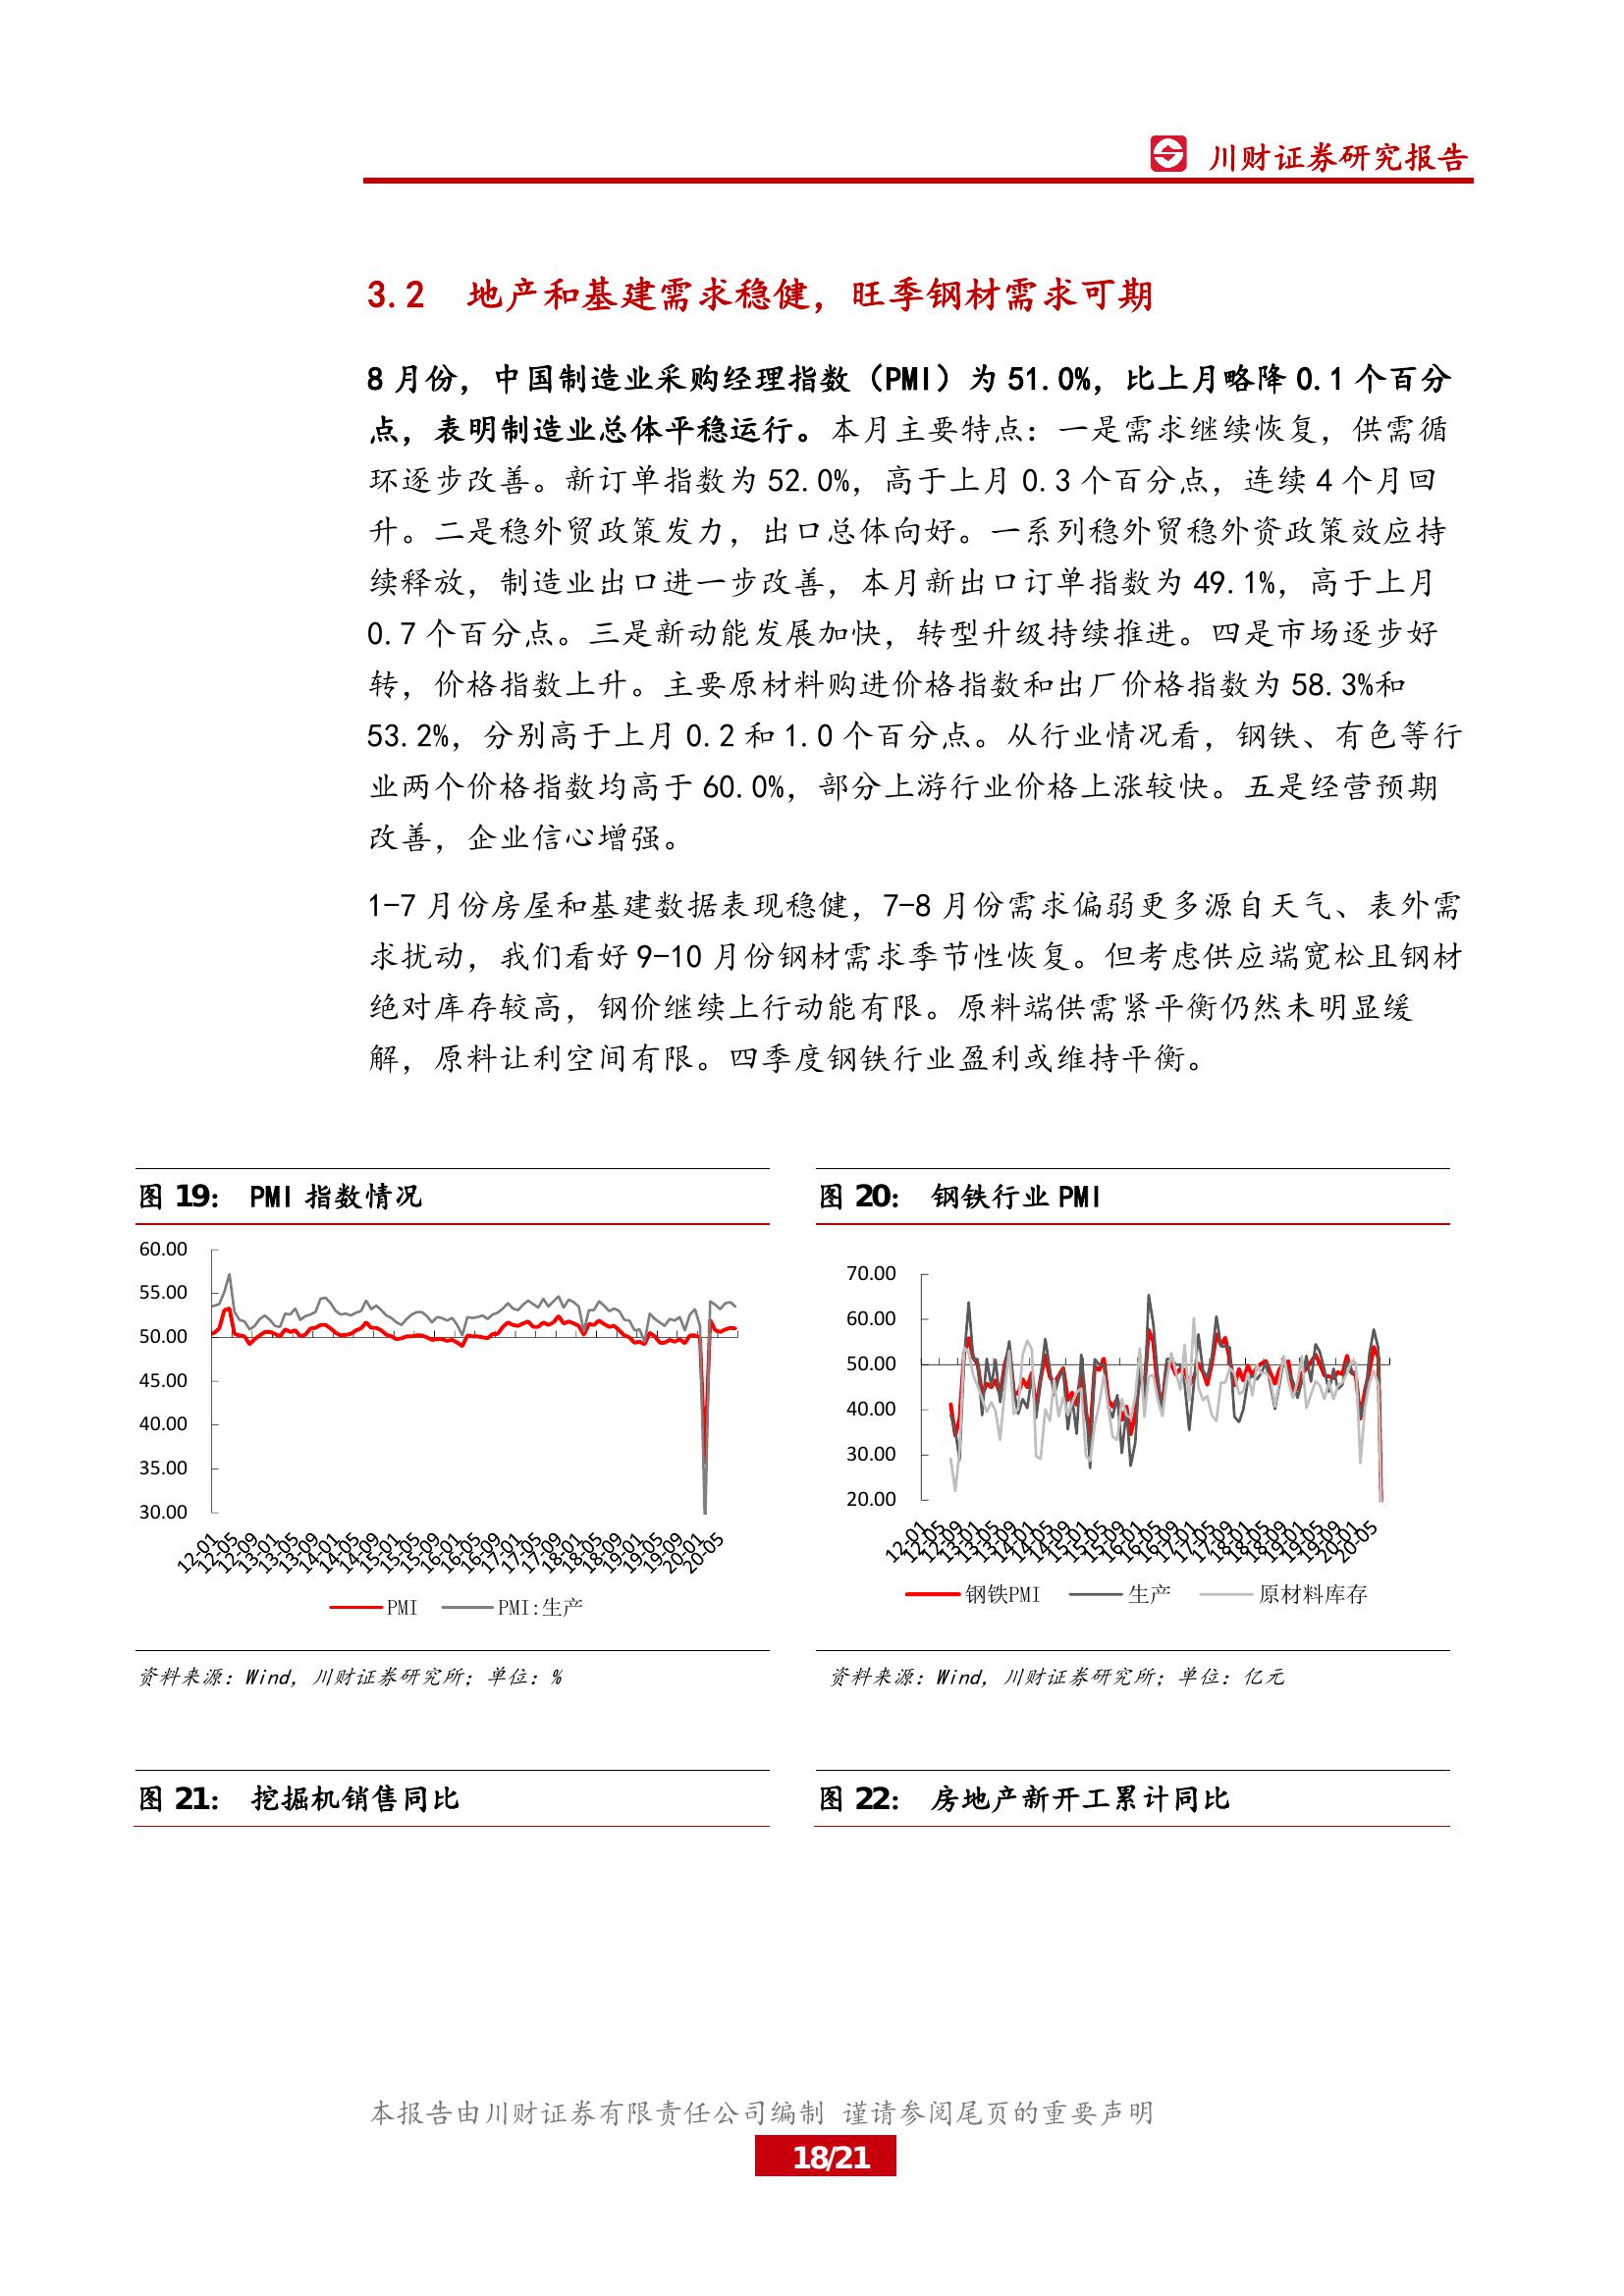 川财证券研究报告
3.2 地产和基建需求稳健，旺季钢材需求可期
8 月份，中国制造业采购经理指数（PMI）为 51.0%，比上月略降 0.1 个百分
点，表明制造业总体平稳运行。本月主要特点：一是需求继续恢复，供需循
环逐步改善。新订单指数为 52.0%，高于上月 0.3 个百分点，连续 4 个月回
升。二是稳外贸政策发力，出口总体向好。一系列稳外贸稳外资政策效应持
续释放，制造业出口进一步改善，本月新出口订单指数为 49.1%，高于上月
0.7 个百分点。三是新动能发展加快，转型升级持续推进。四是市场逐步好
转，价格指数上升。主要原材料购进价格指数和出厂价格指数为 58.3%和
53.2%，分别高于上月 0.2 和 1.0 个百分点。从行业情况看，钢铁、有色等行
业两个价格指数均高于 60.0%，部分上游行业价格上涨较快。五是经营预期
改善，企业信心增强。
1-7 月份房屋和基建数据表现稳健，7-8 月份需求偏弱更多源自天气、表外需
求扰动，我们看好 9-10 月份钢材需求季节性恢复。但考虑供应端宽松且钢材
绝对库存较高，钢价继续上行动能有限。原料端供需紧平衡仍然未明显缓
解，原料让利空间有限。四季度钢铁行业盈利或维持平衡。
图 19： PMI 指数情况
60.00
55.00
50.00
45.00
40.00
35.00
30.00
12-01 12-05 12-09 13-01 13-05 13-09 14-01 14-05 14-09 15-01 15-05 15-09 16-01 16-05 16-09 17-01 17-05 17-09 18-01 18-05 18-09 19-01 19-05 19-09 20-01 20-05
PMI PMI:生产
资料来源：Wind，川财证券研究所；单位：%
图 20： 钢铁行业 PMI
70.00
60.00
50.00
40.00
30.00
20.00
12-01 12-05 12-09 13-01 13-05 13-09 14-01 14-05 14-09 15-01 15-05 15-09 16-01 16-05 16-09 17-01 17-05 17-09 18-01 18-05 18-09 19-01 19-05 19-09 20-01 20-05
钢铁PMI 生产 原材料库存
资料来源：Wind，川财证券研究所；单位：亿元
图 21： 挖掘机销售同比
图 22： 房地产新开工累计同比
本报告由川财证券有限责任公司编制 谨请参阅尾页的重要声明
18/21